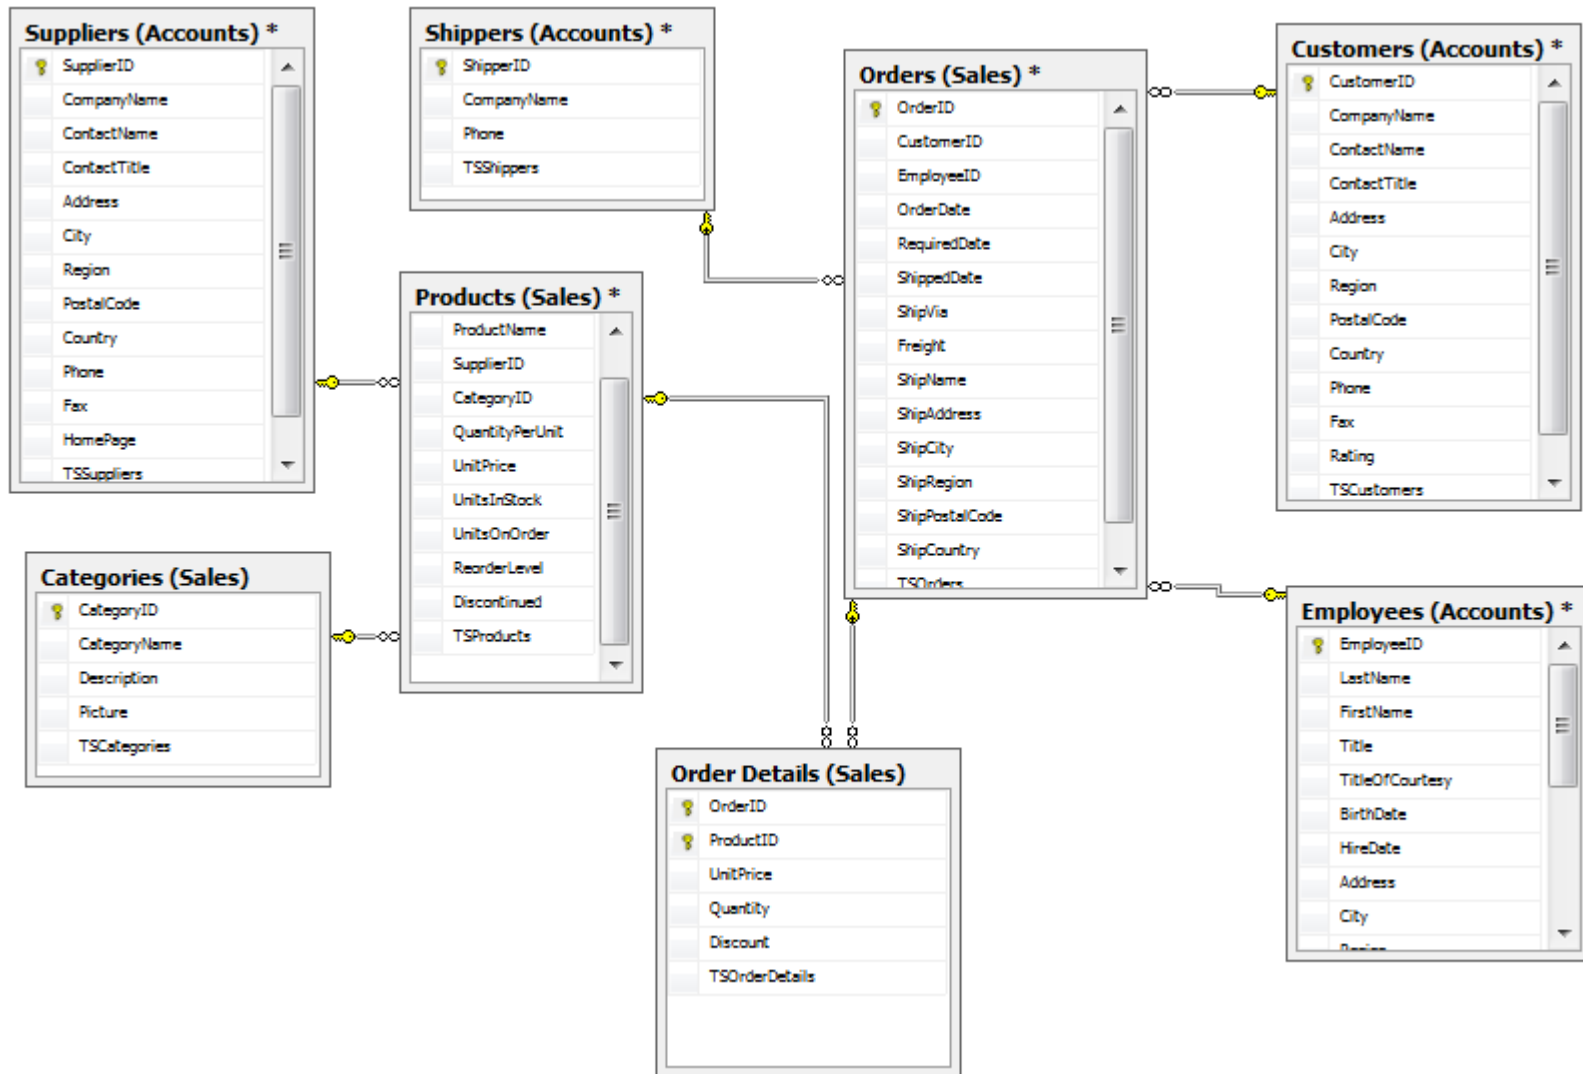 Suppliers (Accounts) *
SupplierID
CompanyName
ContactName
ContactTitle
Address
City
Region
PostalCode
Country
Phone
Fax
HomePage
TSSuppliers
Shippers (Accounts) *
ShipperID
CompanyName
Phone
TSShippers
Products (Sales) *
ProductName
SupplierID
CategoryID
QuantityPerUnit
UnitPrice
UnitsInStock
UnitsOnOrder
ReorderLevel
Discontinued
TSProducts
Categories (Sales)
CategoryID
CategoryName
Description
Picture
TSCategories
Orders (Sales) *
OrderID
CustomerID
EmployeeID
OrderDate
RequiredDate
ShippedDate
ShipVia
Freight
ShipName
ShipAddress
ShipCity
ShipRegion
ShipPostalCode
ShipCountry
TSOrders
Customers (Accounts) *
CustomerID
CompanyName
ContactName
ContactTitle
Address
City
Region
PostalCode
Country
Phone
Fax
Rating
TSCustomers
Order Details (Sales)
OrderID
ProductID
UnitPrice
Quantity
Discount
TSOrderDetails
Employees (Accounts) *
EmployeeID
LastName
FirstName
Title
TitleOfCourtesy
BirthDate
HireDate
Address
City
Region